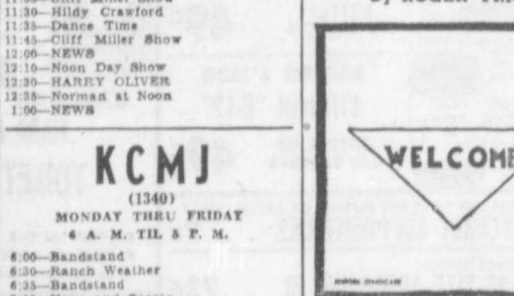 11:30—Hildy Crawford
11:35—Dance Time
11:45—Cliff Miller Show
12:00—NEWS
12:10—Noon Day Show
12:30—HARRY OLIVER
12:35—Norman at Noon
1:00—NEWS
KCMJ
(1340)
MONDAY THRU FRIDAY
6 A. M. TIL 5 P. M.
6:00—Bandstand
6:30—Ranch Weather
6:35—Bandstand
WELCOME